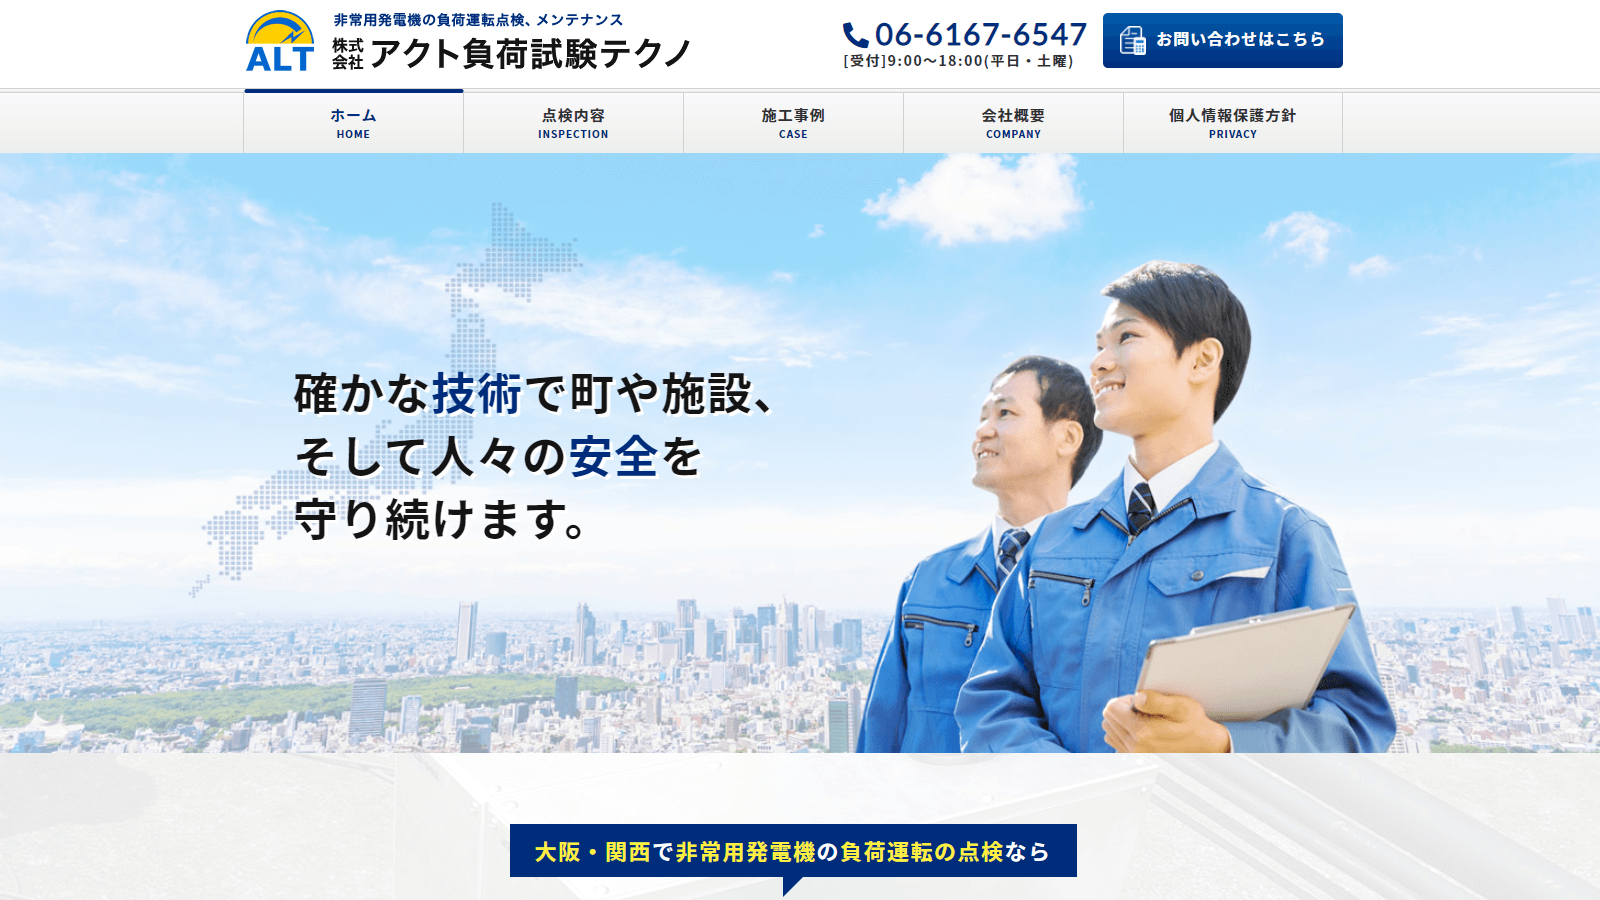 ALT
非常用発電機の負荷運転点検、メンテナンス
株式会社 アクト負荷試験テクノ
06-6167-6547
[受付]9:00〜18:00(平日・土曜)
お問い合わせはこちら
ホーム
HOME
点検内容
INSPECTION
施工事例
CASE
会社概要
COMPANY
個人情報保護方針
PRIVACY
確かな技術で町や施設、
そして人々の安全を
守り続けます。
大阪・関西で非常用発電機の負荷運転の点検なら